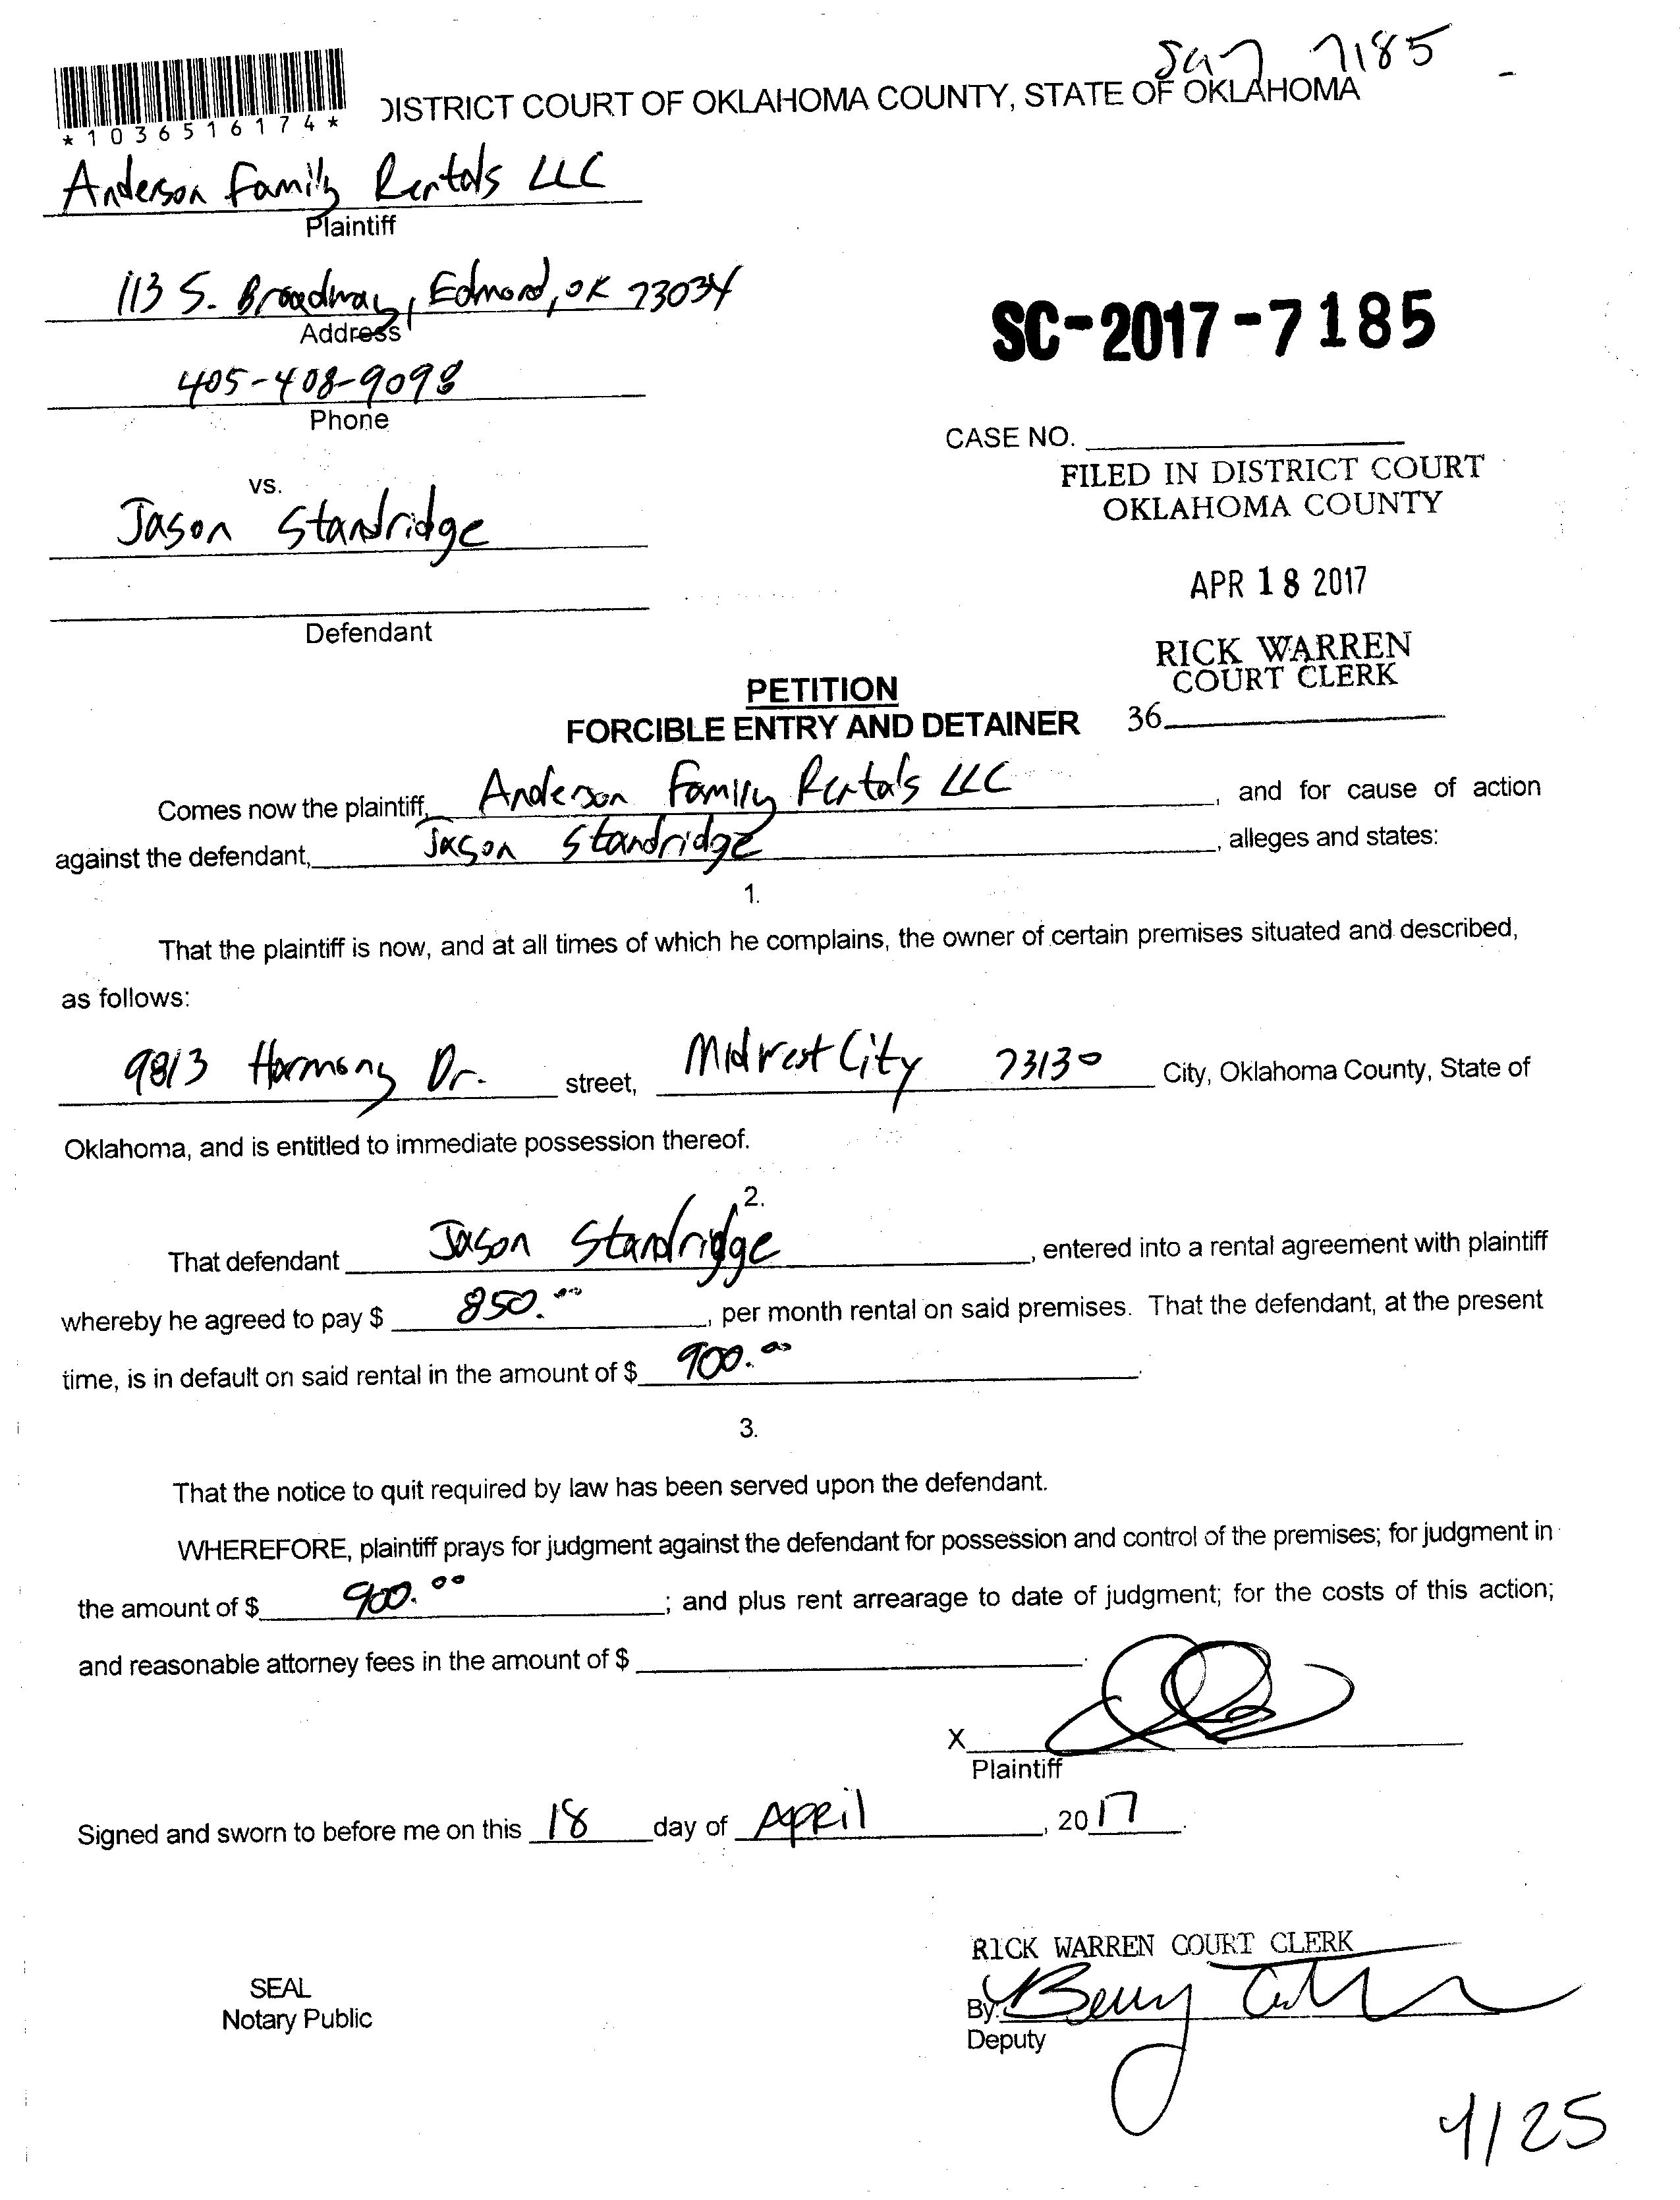 7185
*1036516174*
DISTRICT COURT OF OKLAHOMA COUNTY, STATE OF OKLAHOMA
Anderson Family Rentals LLC
Plaintiff
113 S. Broadway, Edmond, OK 73034
Address
SC-2017-7185
405-408-9098
Phone
CASE NO.
FILED IN DISTRICT COURT
OKLAHOMA COUNTY
vs.
Jason Standridge
APR 18 2017
Defendant
RICK WARREN
COURT CLERK
PETITION
36
FORCIBLE ENTRY AND DETAINER
Comes now the plaintiff, Anderson Family Rentals LLC, and for cause of action
against the defendant, Jason Standridge, alleges and states:
1.
That the plaintiff is now, and at all times of which he complains, the owner of certain premises situated and described,
as follows:
9813 Harmony Dr. street, Midwest City 73130 City, Oklahoma County, State of
Oklahoma, and is entitled to immediate possession thereof.
2.
That defendant Jason Standridge, entered into a rental agreement with plaintiff
whereby he agreed to pay $ 850.00, per month rental on said premises. That the defendant, at the present
time, is in default on said rental in the amount of $ 900.00.
3.
That the notice to quit required by law has been served upon the defendant.
WHEREFORE, plaintiff prays for judgment against the defendant for possession and control of the premises; for judgment in
the amount of $ 900.00; and plus rent arrearage to date of judgment; for the costs of this action;
and reasonable attorney fees in the amount of $ .
X
Plaintiff
Signed and sworn to before me on this 18 day of April, 2017.
RICK WARREN COURT CLERK
SEAL
Notary Public
By:
Deputy
4/25